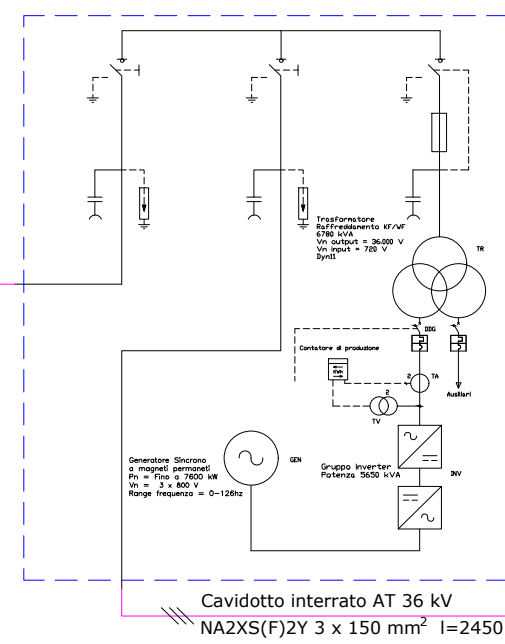 Trasformatore
Raffreddamento KF/WF
6780 kVA
Vn output = 36.000 V
Vn input = 720 V
Dyn11
TR
DDG
Contatore di produzione
KWh
2
TA
2
TV
Ausiliari
Generatore Sincrono
a magneti permaneti
Pn = Fino a 7600 kW
Vn = 3 x 800 V
Range frequenza = 0-126hz
GEN
Gruppo Inverter
Potenza 5650 kVA
INV
Cavidotto interrato AT 36 kV
NA2XS(F)2Y 3 x 150 mm² l=2450